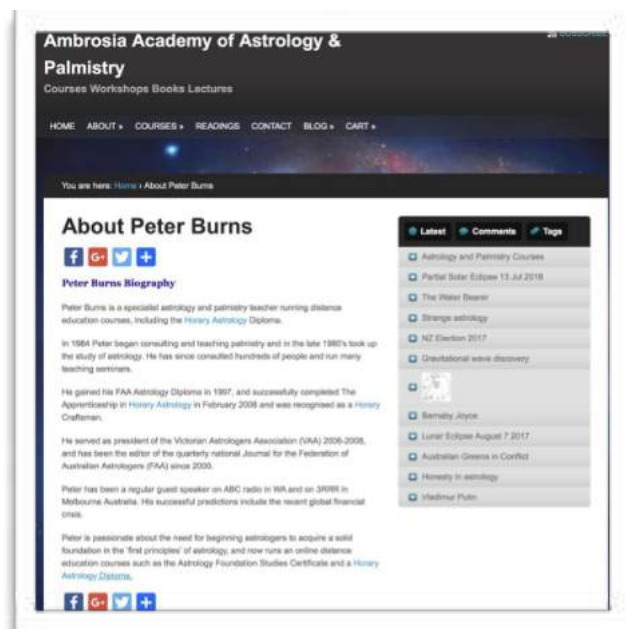 SUBSCRIBE
Ambrosia Academy of Astrology &
Palmistry
Courses Workshops Books Lectures
HOME ABOUT » COURSES » READINGS CONTACT BLOG » CART »
You are here: Home › About Peter Burns
About Peter Burns
Peter Burns Biography
Peter Burns is a specialist astrology and palmistry teacher running distance
education courses, including the Horary Astrology Diploma.
In 1984 Peter began consulting and teaching palmistry and in the late 1980's took up
the study of astrology. He has since consulted hundreds of people and run many
teaching seminars.
He gained his FAA Astrology Diploma in 1997, and successfully completed The
Apprenticeship in Horary Astrology in February 2008 and was recognised as a Horary
Craftsman.
He served as president of the Victorian Astrologers Association (VAA) 2006-2008,
and has been the editor of the quarterly national Journal for the Federation of
Australian Astrologers (FAA) since 2000.
Peter has been a regular guest speaker on ABC radio in WA and on 3RRR in
Melbourne Australia. His successful predictions include the recent global financial
crisis.
Peter is passionate about the need for beginning astrologers to acquire a solid
foundation in the 'first principles' of astrology, and now runs an online distance
education courses such as the Astrology Foundation Studies Certificate and a Horary
Astrology Diploma.
Latest Comments Tags
Astrology and Palmistry Courses
Partial Solar Eclipse 13 Jul 2018
The Water Bearer
Strange astrology
NZ Election 2017
Gravitational wave discovery
Barnaby Joyce
Lunar Eclipse August 7 2017
Australian Greens in Conflict
Honesty in astrology
Vladimur Putin